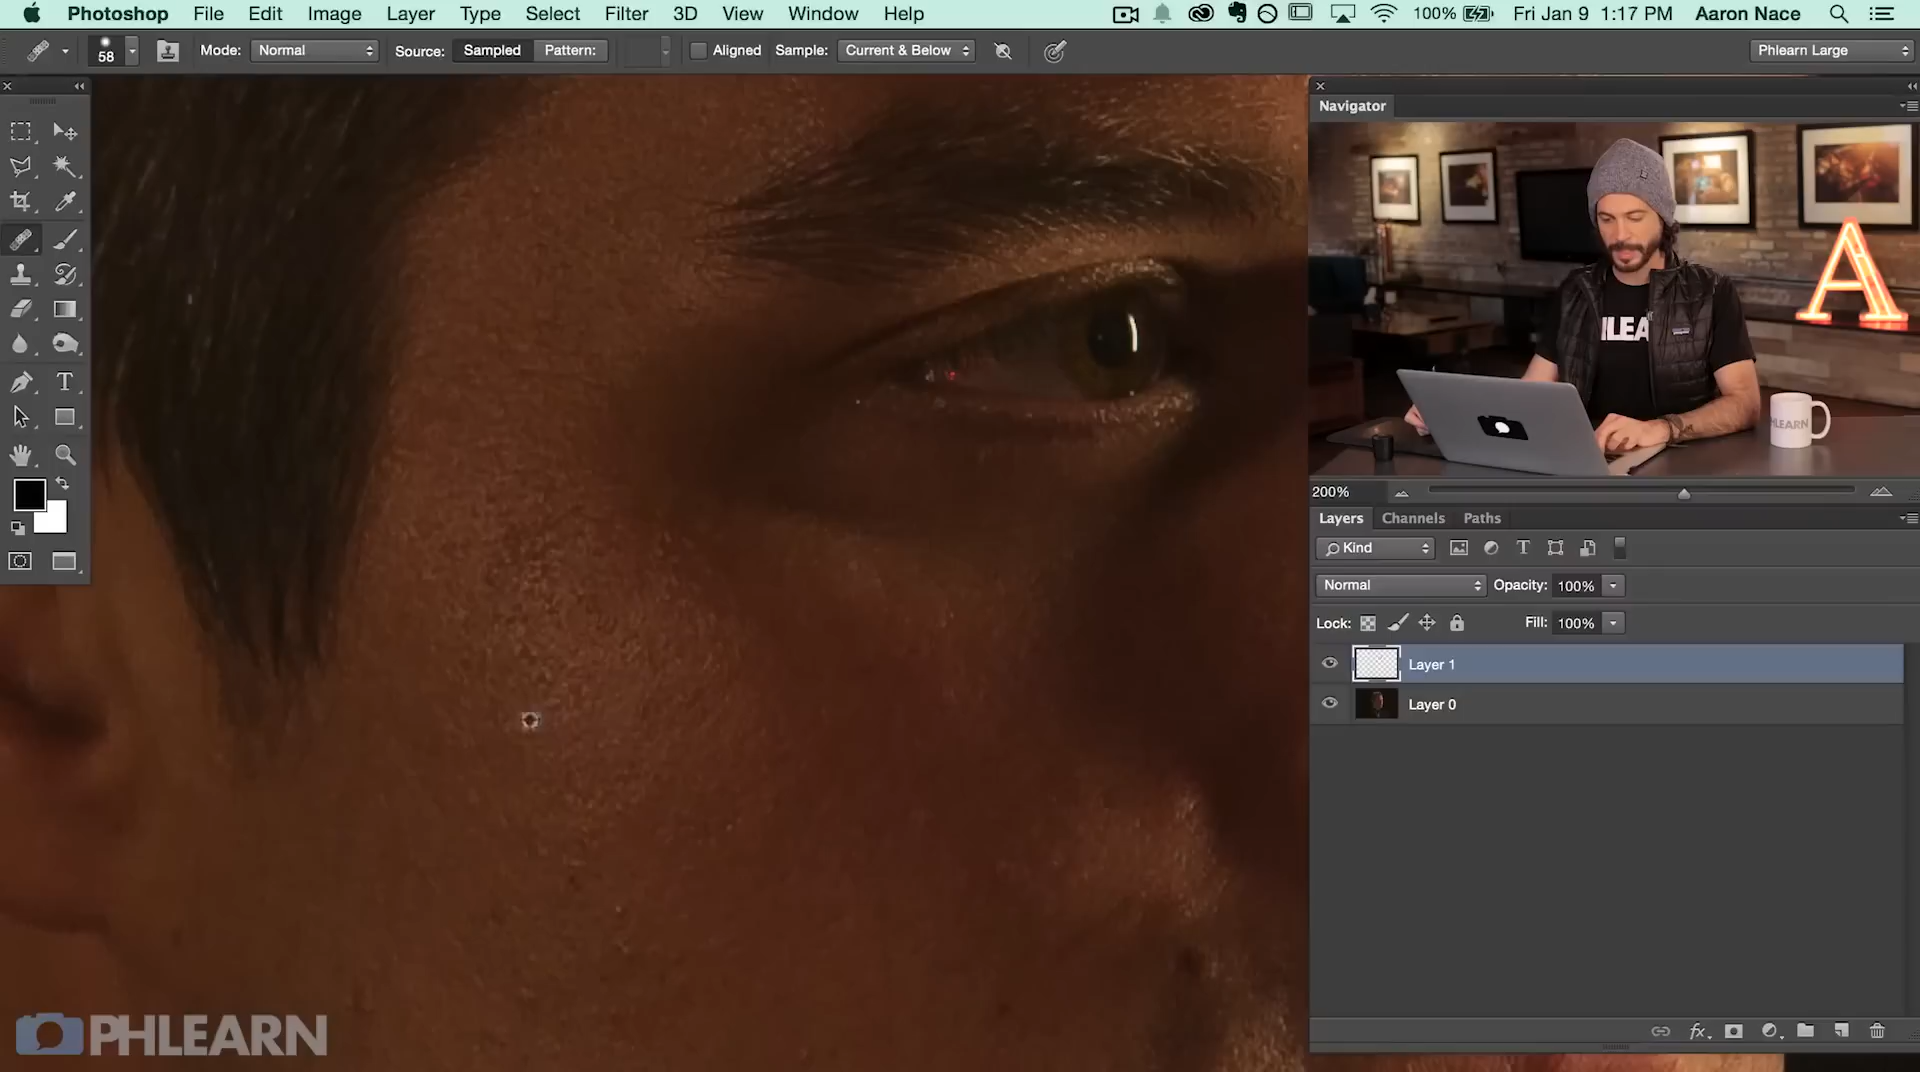 Photoshop File Edit Image Layer Type Select Filter 3D View Window Help 100% Fri Jan 9 1:17 PM Aaron Nace
58 Mode: Normal Source: Sampled Pattern: Aligned Sample: Current & Below Phlearn Large
Navigator
A
HLEA
HLEARN
200%
Layers Channels Paths
Kind
Normal Opacity: 100%
Lock: Fill: 100%
Layer 1
Layer 0
PHLEARN